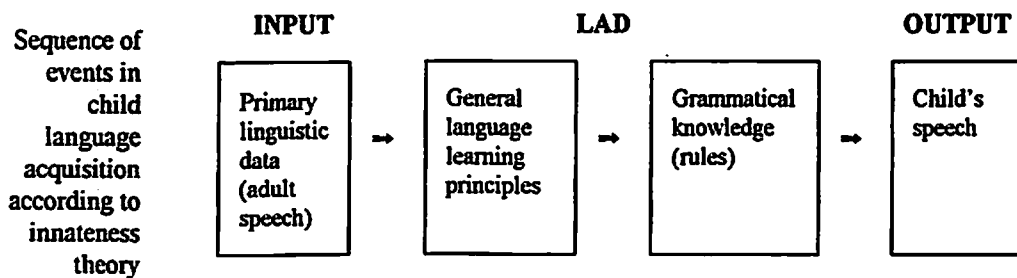 Sequence of
events in
child
language
acquisition
according to
innateness
theory
INPUT
LAD
OUTPUT
Primary
linguistic
data
(adult
speech)
➡
General
language
learning
principles
➡
Grammatical
knowledge
(rules)
➡
Child's
speech